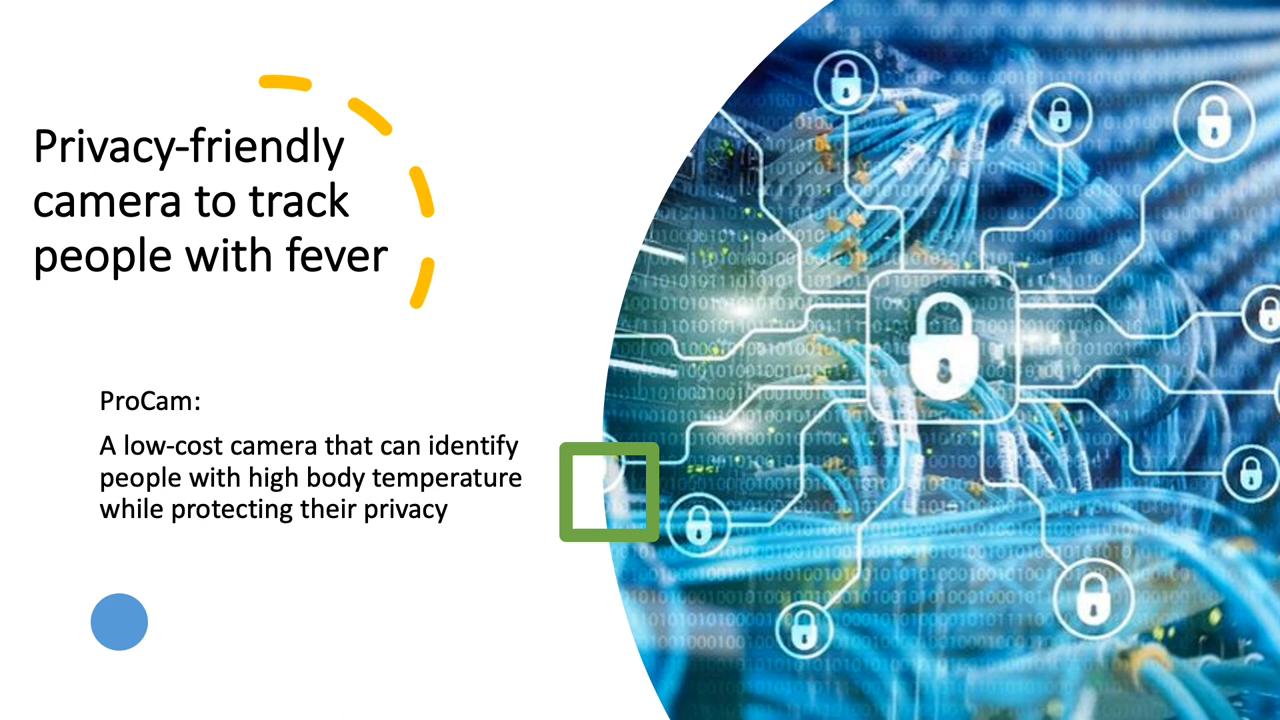 Privacy-friendly
camera to track
people with fever
ProCam:
A low-cost camera that can identify
people with high body temperature
while protecting their privacy